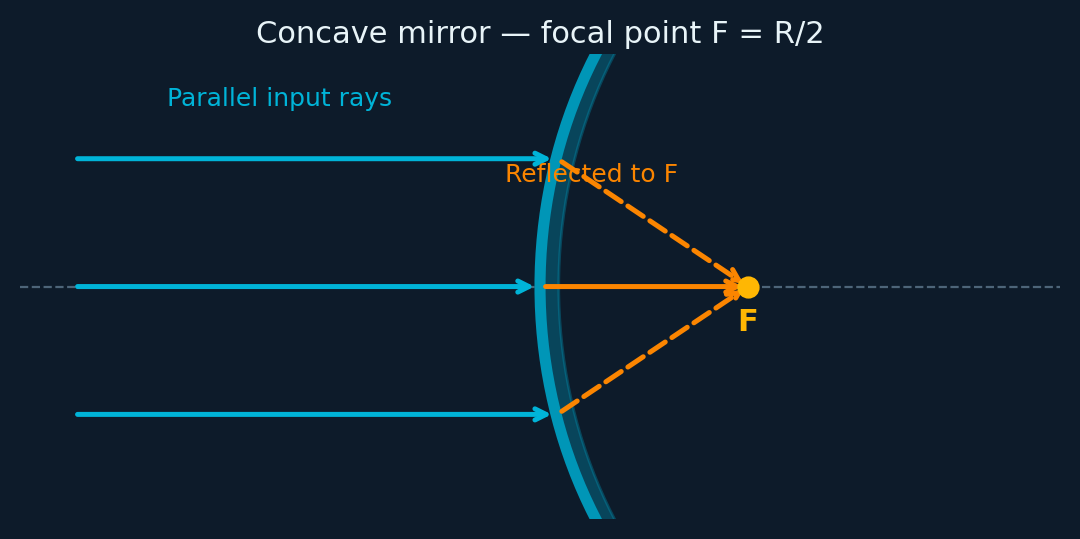 Concave mirror — focal point F = R/2
Parallel input rays
Reflected to F
F